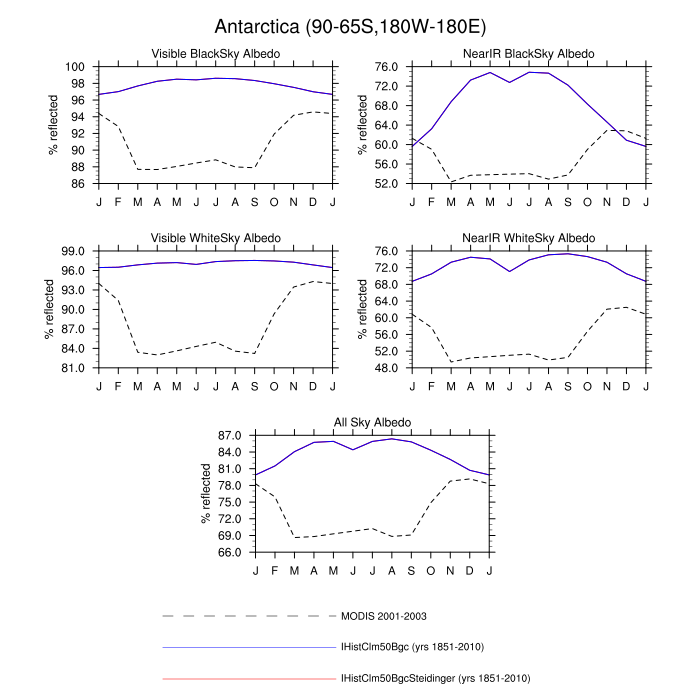 Antarctica (90-65S,180W-180E)
Visible BlackSky Albedo
% reflected
100
98
96
94
92
90
88
86
J F M A M J J A S O N D J
NearIR BlackSky Albedo
% reflected
76.0
72.0
68.0
64.0
60.0
56.0
52.0
J F M A M J J A S O N D J
Visible WhiteSky Albedo
% reflected
99.0
96.0
93.0
90.0
87.0
84.0
81.0
J F M A M J J A S O N D J
NearIR WhiteSky Albedo
% reflected
76.0
72.0
68.0
64.0
60.0
56.0
52.0
48.0
J F M A M J J A S O N D J
All Sky Albedo
% reflected
87.0
84.0
81.0
78.0
75.0
72.0
69.0
66.0
J F M A M J J A S O N D J
MODIS 2001-2003
IHistClm50Bgc (yrs 1851-2010)
IHistClm50BgcSteidinger (yrs 1851-2010)